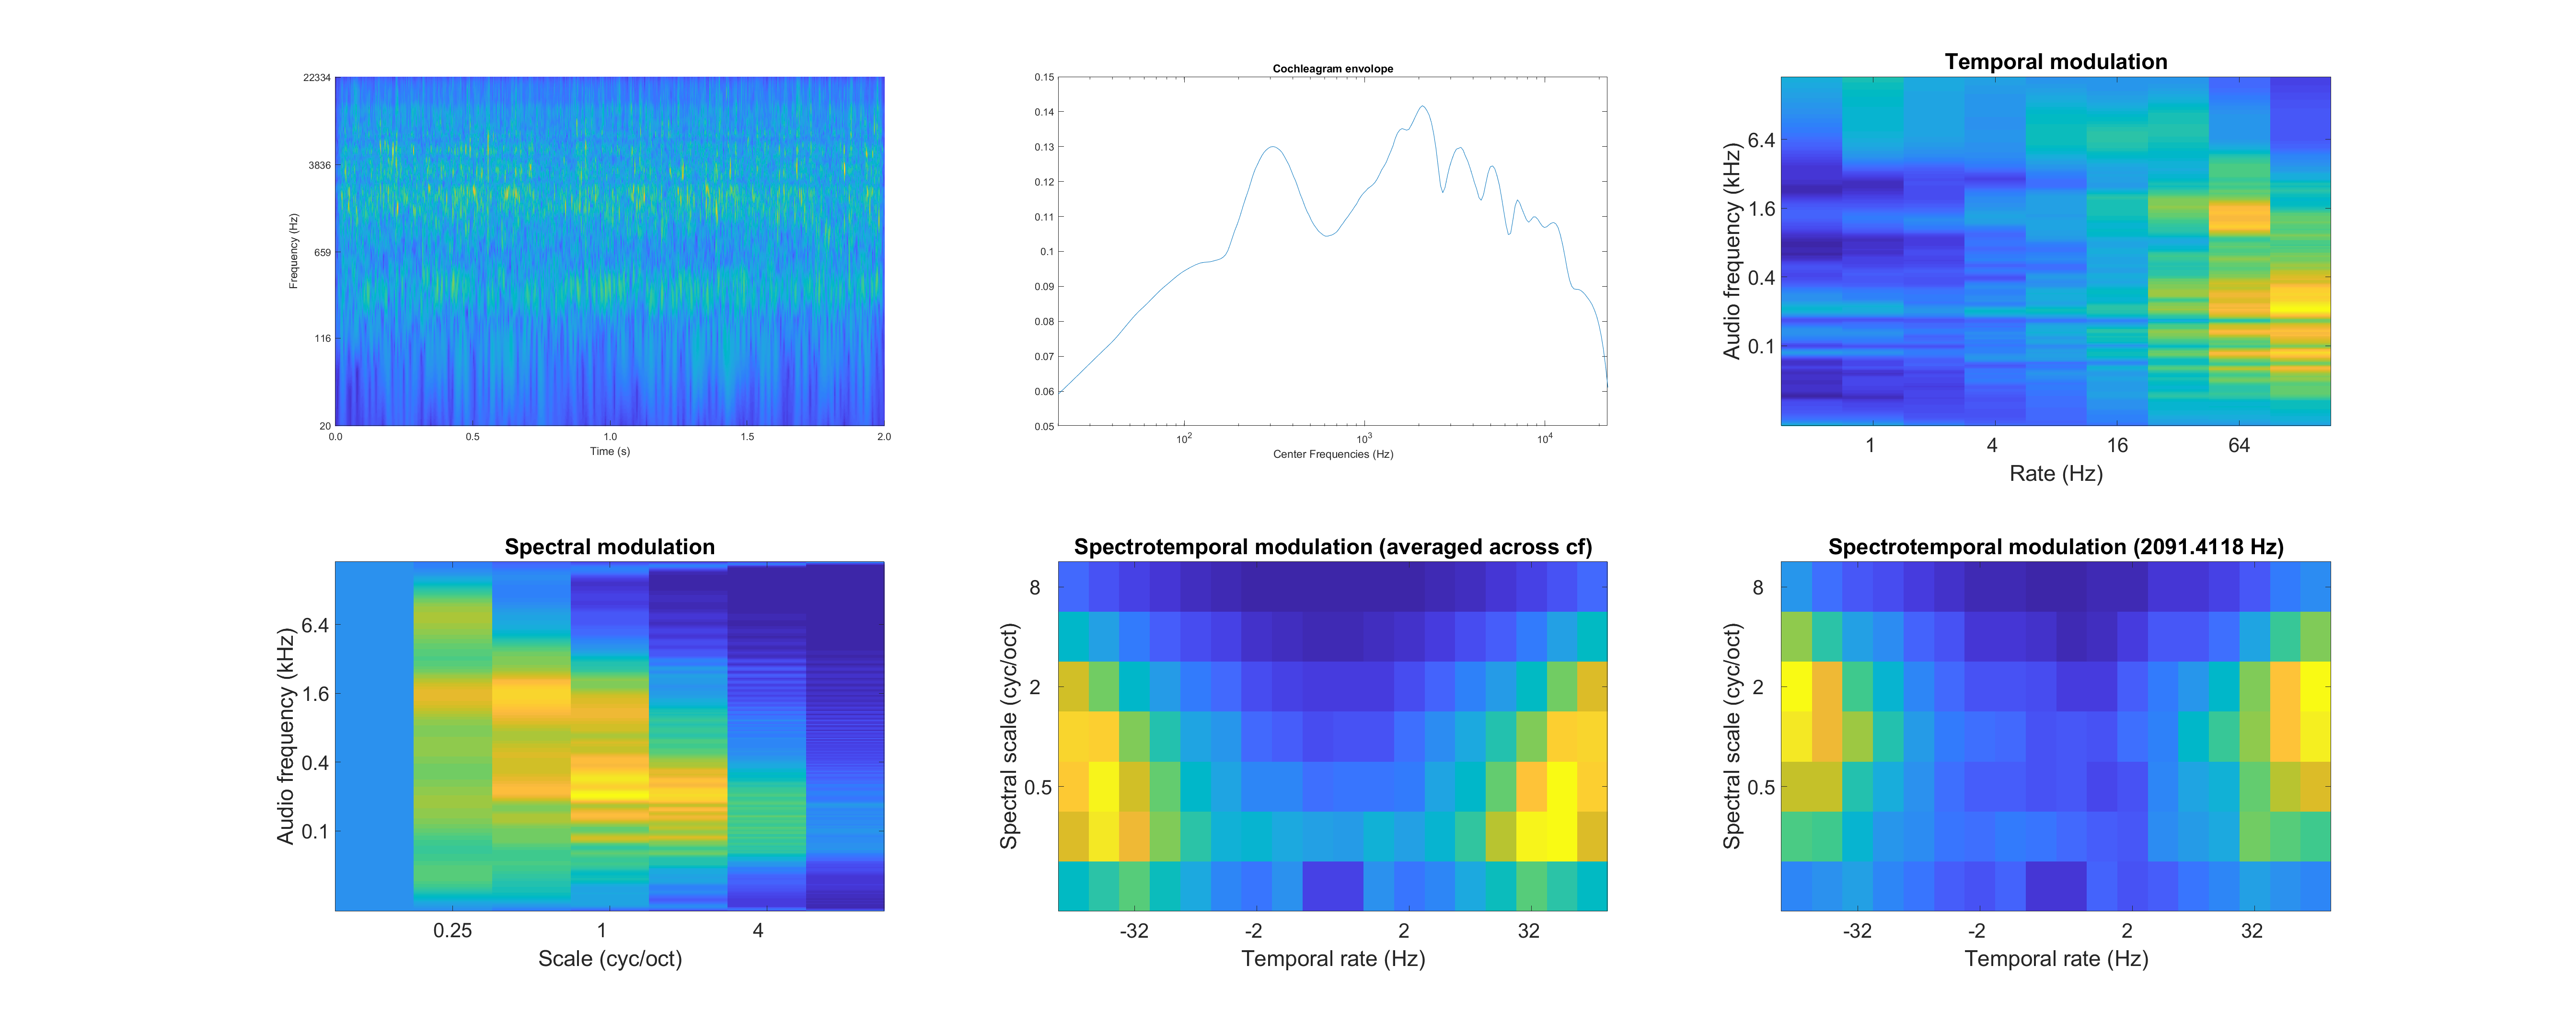 22334
3836
659
116
20
Frequency (Hz)
0.0 0.5 1.0 1.5 2.0
Time (s)
Cochleagram envolope
0.15
0.14
0.13
0.12
0.11
0.1
0.09
0.08
0.07
0.06
0.05
10² 10³ 10⁴
Center Frequencies (Hz)
Temporal modulation
6.4
1.6
0.4
0.1
Audio frequency (kHz)
1 4 16 64
Rate (Hz)
Spectral modulation
6.4
1.6
0.4
0.1
Audio frequency (kHz)
0.25 1 4
Scale (cyc/oct)
Spectrotemporal modulation (averaged across cf)
8
2
0.5
Spectral scale (cyc/oct)
-32 -2 2 32
Temporal rate (Hz)
Spectrotemporal modulation (2091.4118 Hz)
8
2
0.5
Spectral scale (cyc/oct)
-32 -2 2 32
Temporal rate (Hz)